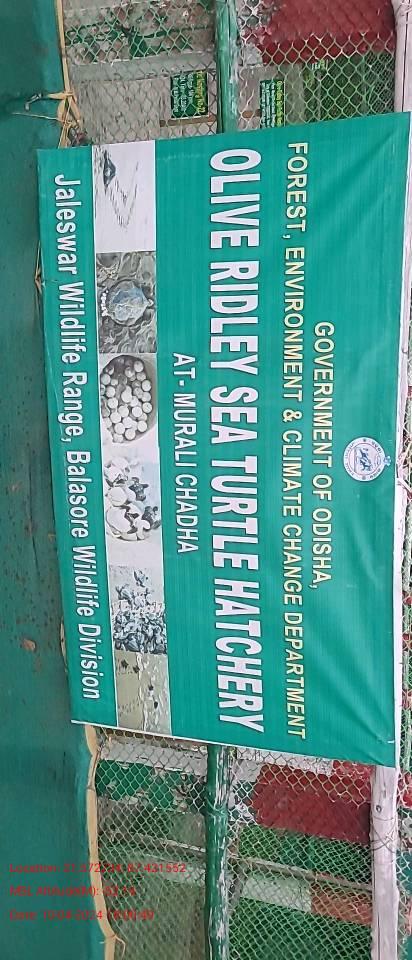 GOVERNMENT OF ODISHA,
FOREST, ENVIRONMENT & CLIMATE CHANGE DEPARTMENT
OLIVE RIDLEY SEA TURTLE HATCHERY
AT- MURALI CHADHA
Jaleswar Wildlife Range, Balasore Wildlife Division